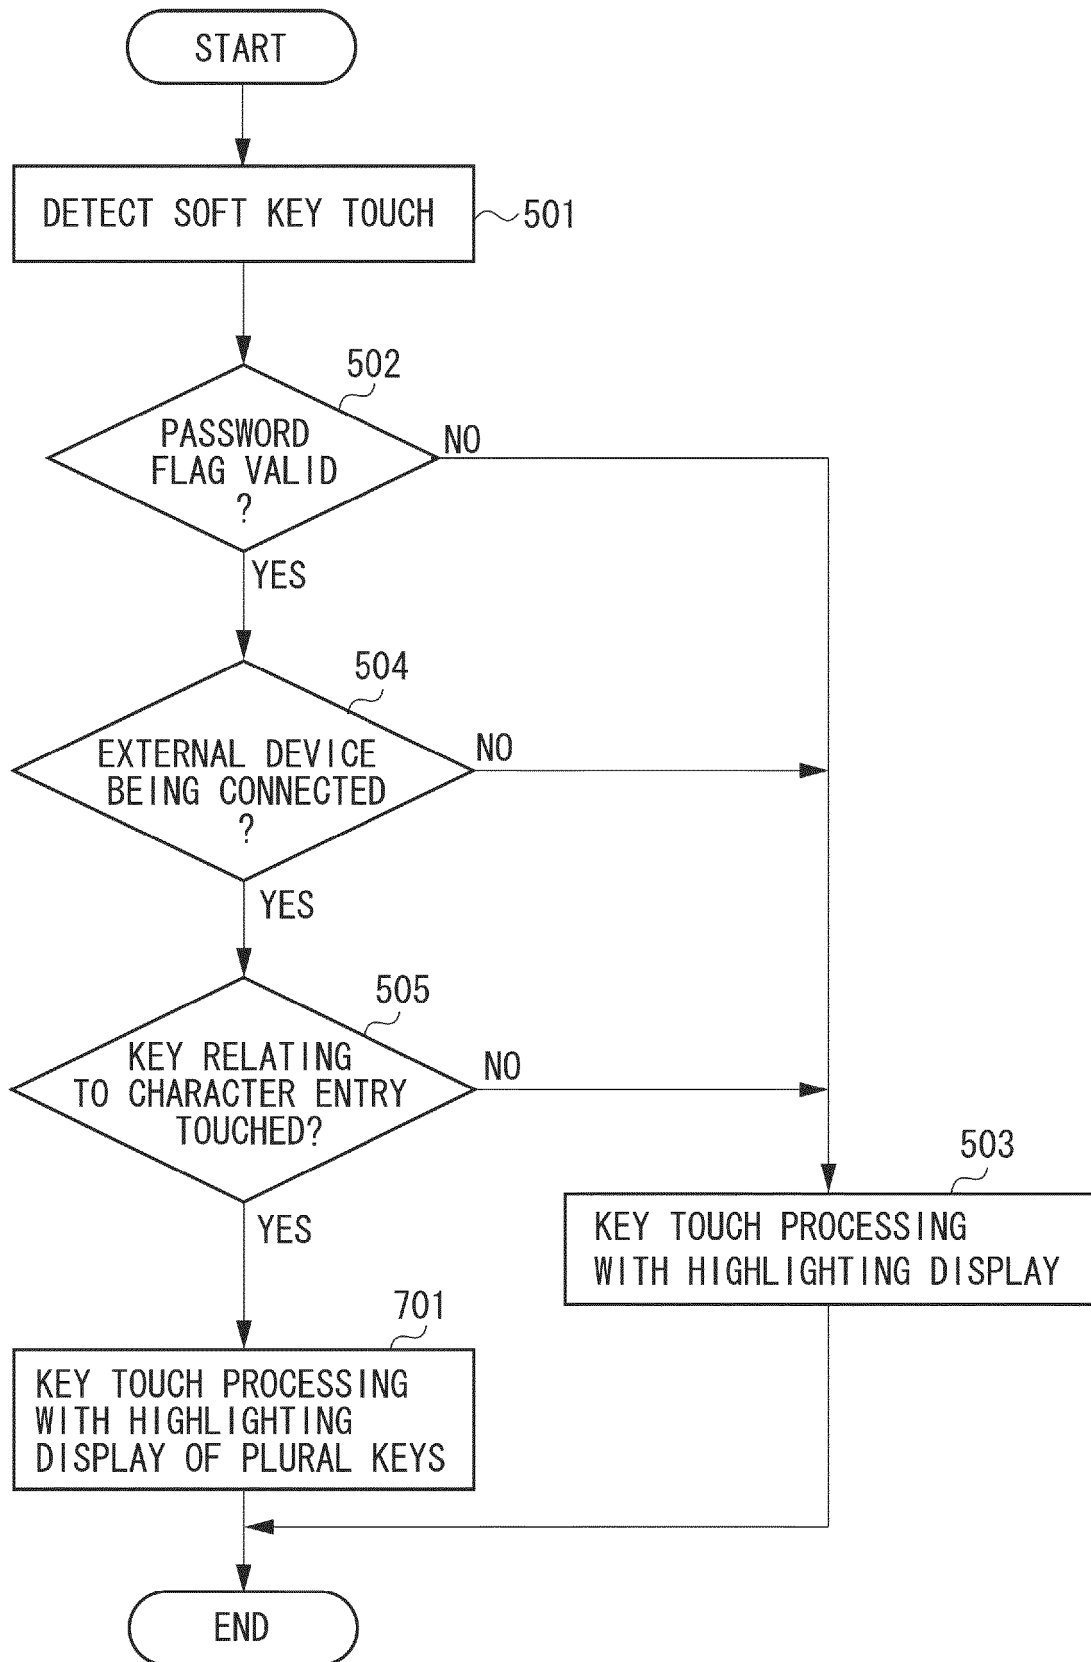 START
DETECT SOFT KEY TOUCH
501
502
PASSWORD
FLAG VALID
?
NO
YES
504
EXTERNAL DEVICE
BEING CONNECTED
?
NO
YES
505
KEY RELATING
TO CHARACTER ENTRY
TOUCHED?
NO
YES
503
KEY TOUCH PROCESSING
WITH HIGHLIGHTING DISPLAY
701
KEY TOUCH PROCESSING
WITH HIGHLIGHTING
DISPLAY OF PLURAL KEYS
END